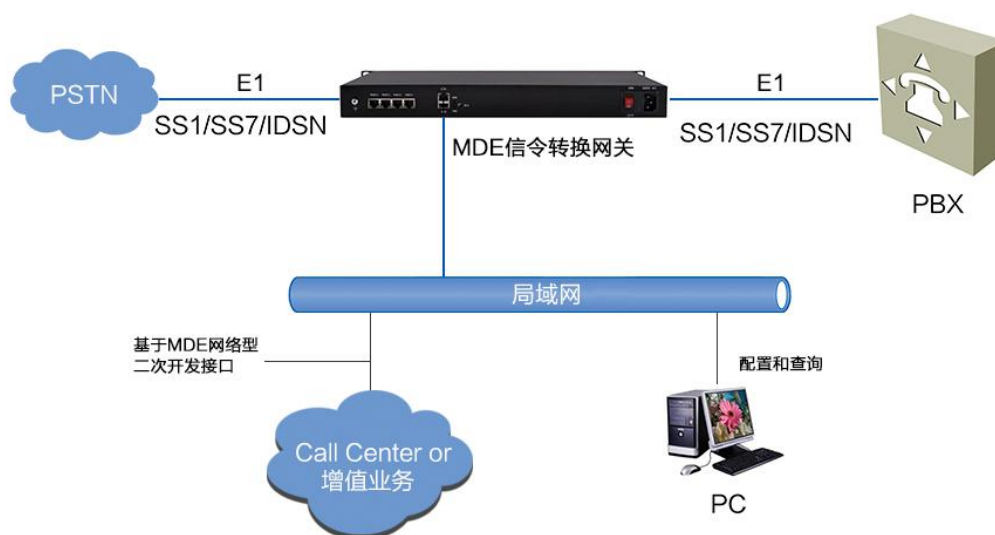 PSTN
E1
SS1/SS7/IDSN
MDE信令转换网关
E1
SS1/SS7/IDSN
PBX
局域网
基于MDE网络型
二次开发接口
配置和查询
Call Center or
增值业务
PC